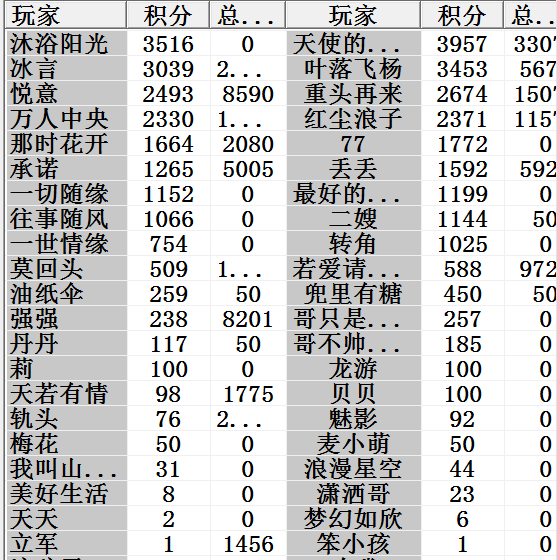 玩家 积分 总... 玩家 积分 总...
沐浴阳光 3516 0 天使的... 3957 3307
冰言 3039 2... 叶落飞杨 3453 567
悦意 2493 8590 重头再来 2674 1507
万人中央 2330 1... 红尘浪子 2371 1157
那时花开 1664 2080 77 1772 0
承诺 1265 5005 丢丢 1592 592
一切随缘 1152 0 最好的... 1199 0
往事随风 1066 0 二嫂 1144 50
一世情缘 754 0 转角 1025 0
莫回头 509 1... 若爱请... 588 972
油纸伞 259 50 兜里有糖 450 50
强强 238 8201 哥只是... 257 0
丹丹 117 50 哥不帅... 185 0
莉 100 0 龙游 100 0
天若有情 98 1775 贝贝 100 0
轨头 76 2... 魅影 92 0
梅花 50 0 麦小萌 50 0
我叫山... 31 0 浪漫星空 44 0
美好生活 8 0 潇洒哥 23 0
天天 2 0 梦幻如欣 6 0
立军 1 1456 笨小孩 1 0